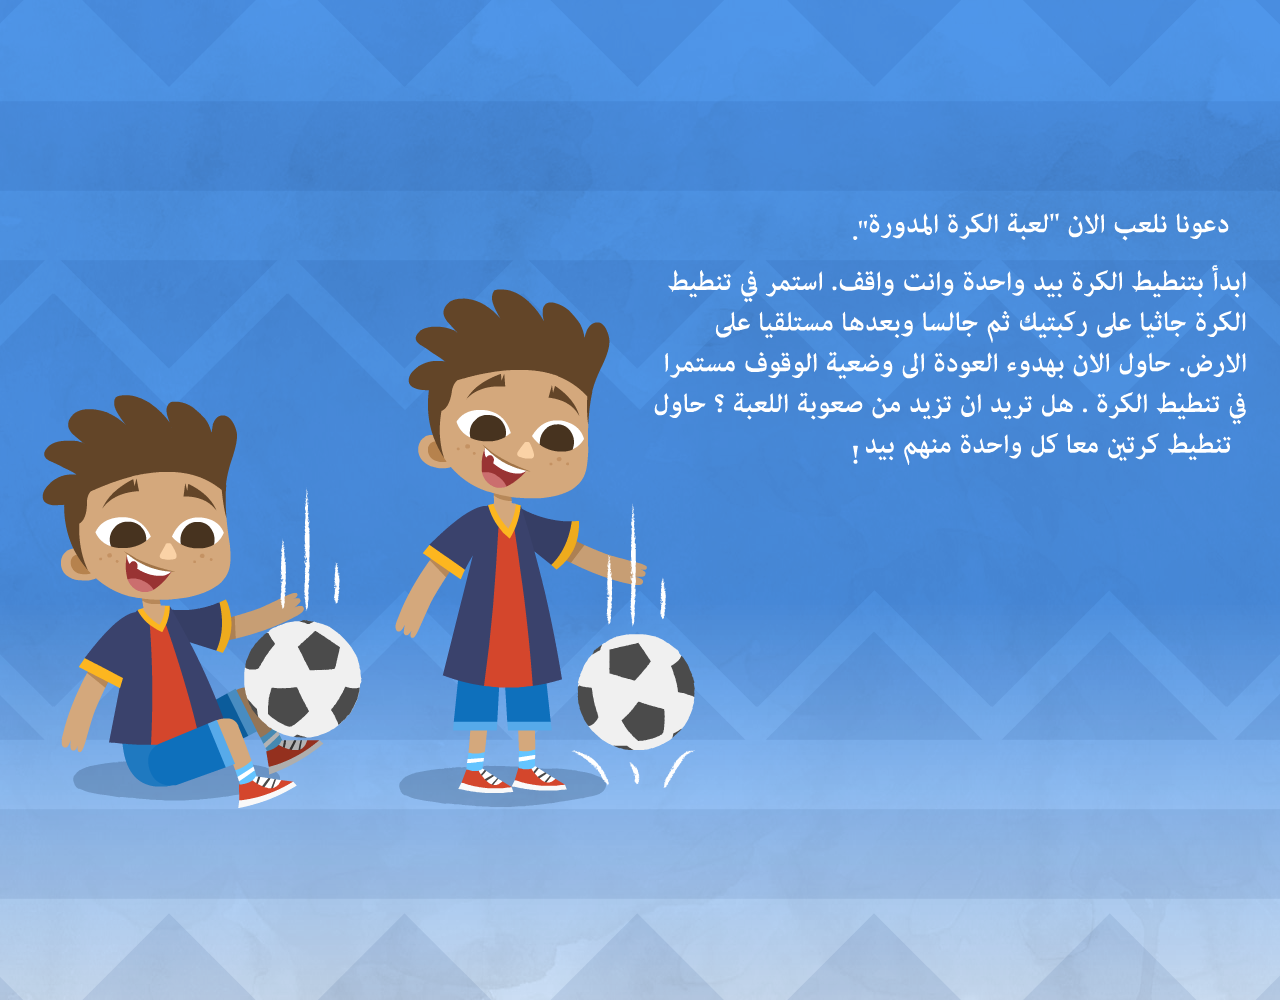 دعونا نلعب الان "لعبة الكرة المدورة".
ابدأ بتنطيط الكرة بيد واحدة وانت واقف. استمر في تنطيط
الكرة جاثيا على ركبتيك ثم جالسا وبعدها مستلقيا على
الارض. حاول الان بهدوء العودة الى وضعية الوقوف مستمرا
في تنطيط الكرة . هل تريد ان تزيد من صعوبة اللعبة ؟ حاول
تنطيط كرتين معا كل واحدة منهم بيد !